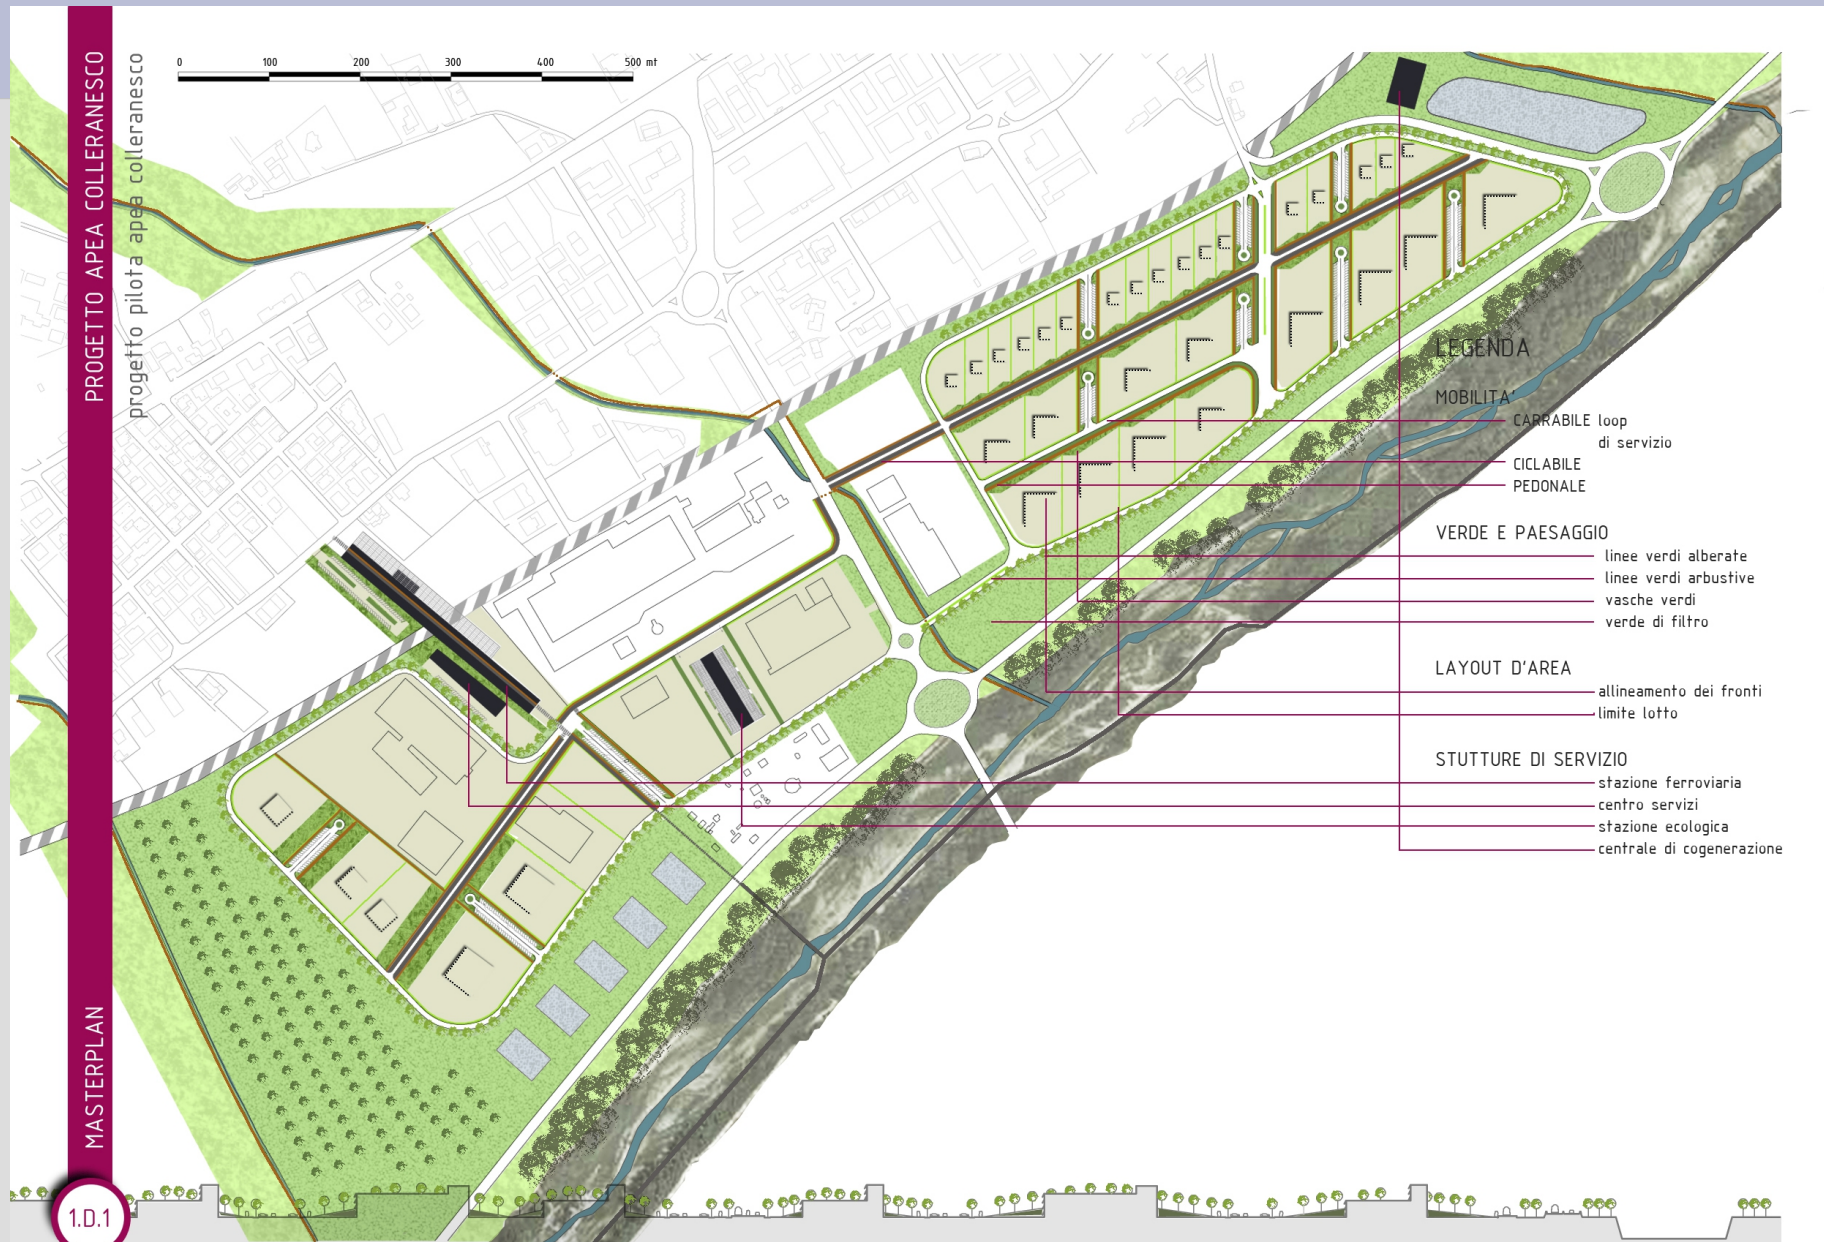 PROGETTO APEA COLLERANESCO
progetto pilota apea colleranesco
MASTERPLAN
1.D.1
0 100 200 300 400 500 mt
LEGENDA
MOBILITA'
CARRABILE loop
di servizio
CICLABILE
PEDONALE
VERDE E PAESAGGIO
linee verdi alberate
linee verdi arbustive
vasche verdi
verde di filtro
LAYOUT D'AREA
allineamento dei fronti
limite lotto
STUTTURE DI SERVIZIO
stazione ferroviaria
centro servizi
stazione ecologica
centrale di cogenerazione